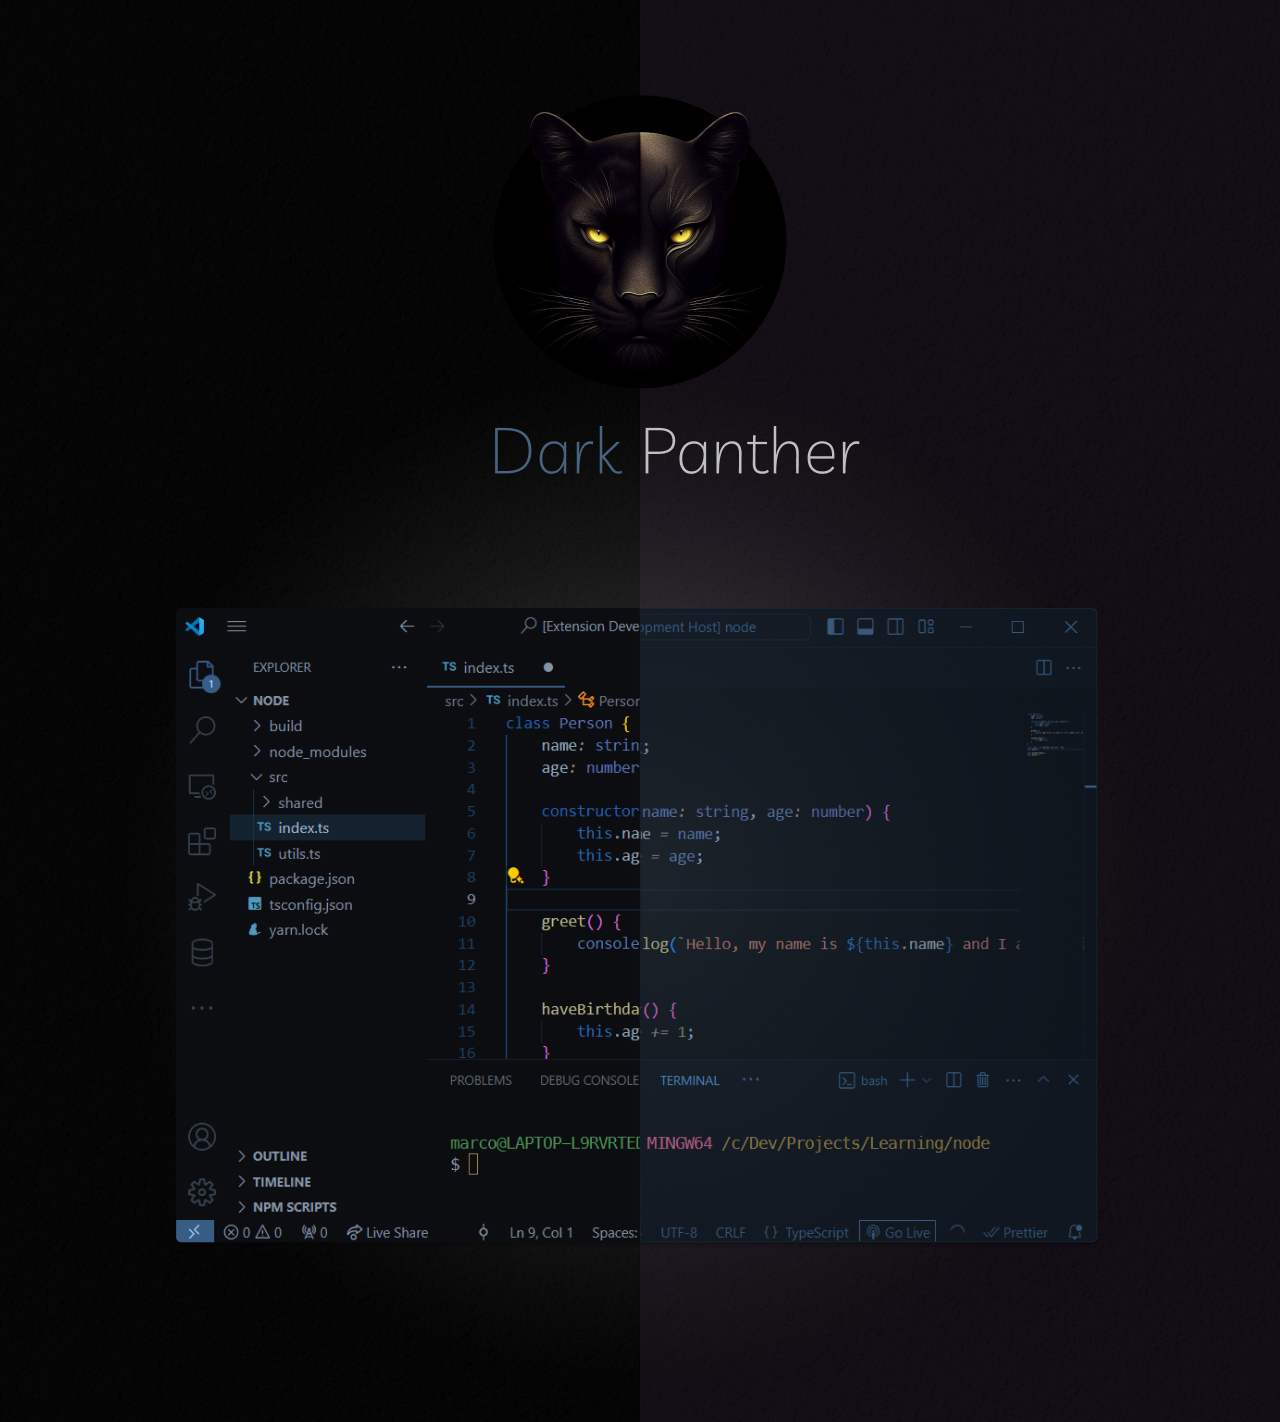 Dark Panther
[Extension Development Host] node
1
EXPLORER
NODE
build
node_modules
src
shared
TS index.ts
TS utils.ts
{} package.json
TS tsconfig.json
yarn.lock
OUTLINE
TIMELINE
NPM SCRIPTS
TS index.ts
src > TS index.ts > Person
1 class Person {
2 name: string;
3 age: number
4
5 constructor name: string, age: number) {
6 this.name = name;
7 this.ag = age;
8 }
9
10 greet() {
11 console log(`Hello, my name is ${this.name} and I a
12 }
13
14 haveBirthda() {
15 this.ag += 1;
16 }
PROBLEMS DEBUG CONSOLE TERMINAL bash
marco@LAPTOP-L9RVRTED MINGW64 /c/Dev/Projects/Learning/node
$
0 0 0 Live Share Ln 9, Col 1 Spaces: UTF-8 CRLF {} TypeScript Go Live Prettier